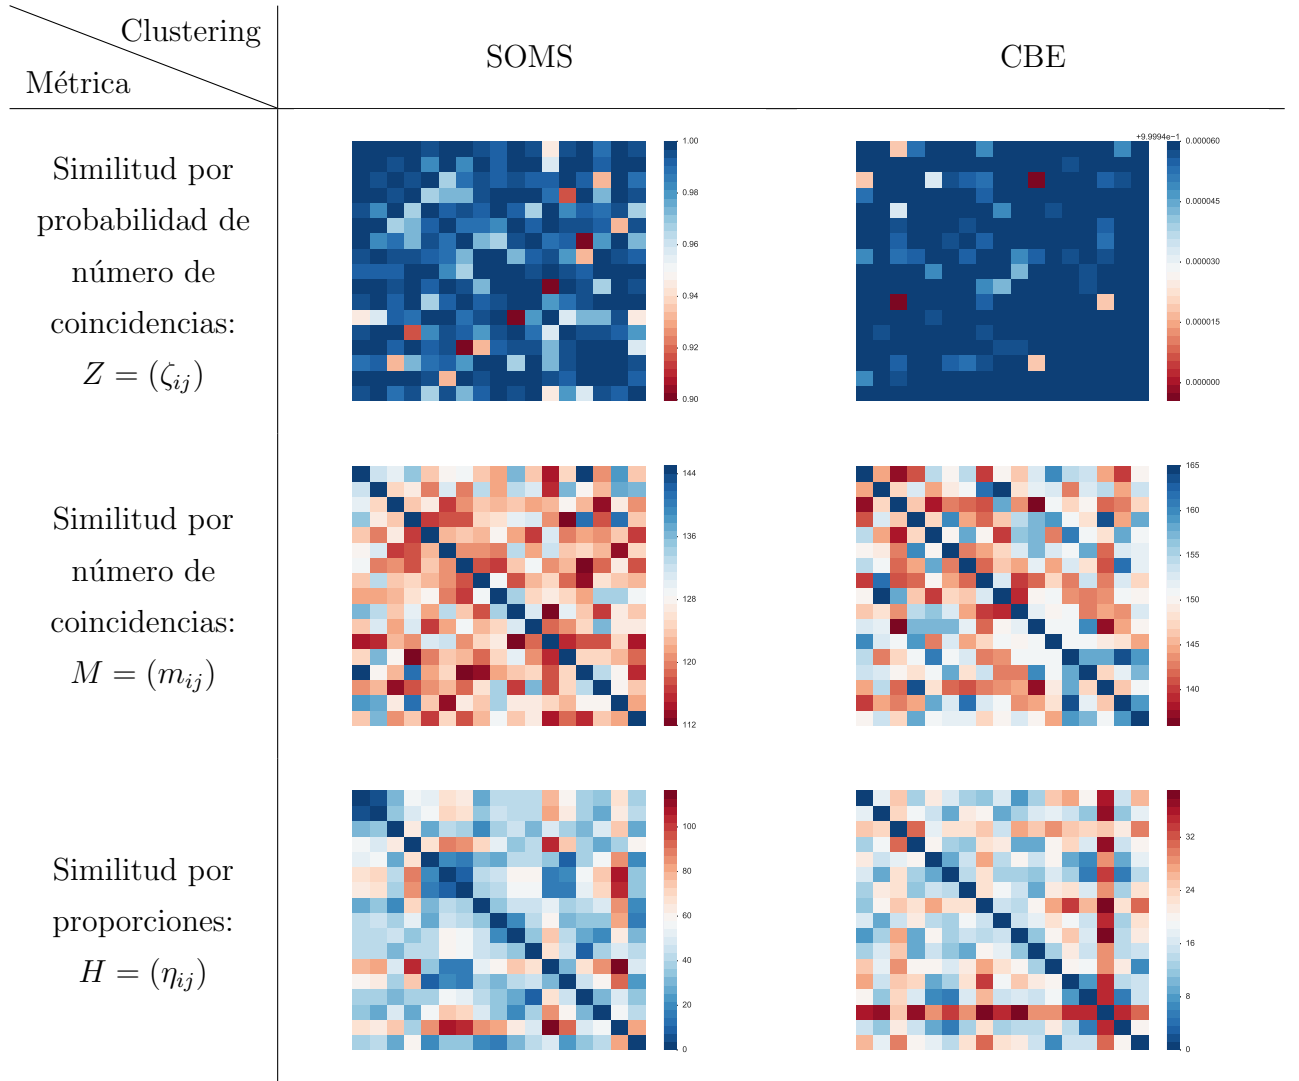 Clustering
Métrica
SOMS
CBE
Similitud por
probabilidad de
número de
coincidencias:
Z = (ζij)
1.00
0.98
0.96
0.94
0.92
0.90
+9.9994e−1
0.000060
0.000045
0.000030
0.000015
0.000000
Similitud por
número de
coincidencias:
M = (mij)
144
136
128
120
112
165
160
155
150
145
140
Similitud por
proporciones:
H = (ηij)
100
80
60
40
20
0
32
24
16
8
0